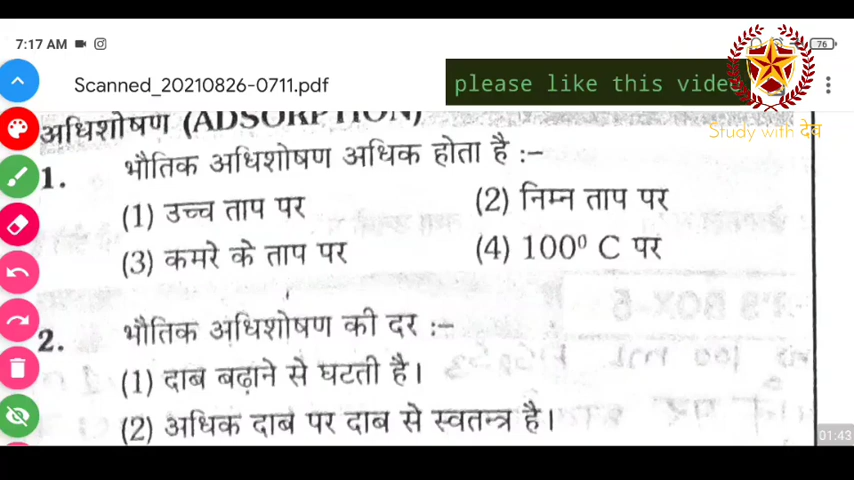 7:17 AM
76
Scanned_20210826-0711.pdf
please like this video
Study with देव
अधिशोषण (ADSORPTION)
1. भौतिक अधिशोषण अधिक होता है :–
(1) उच्च ताप पर (2) निम्न ताप पर
(3) कमरे के ताप पर (4) 100⁰ C पर
2. भौतिक अधिशोषण की दर :–
(1) दाब बढ़ाने से घटती है।
(2) अधिक दाब पर दाब से स्वतन्त्र है।
01:43